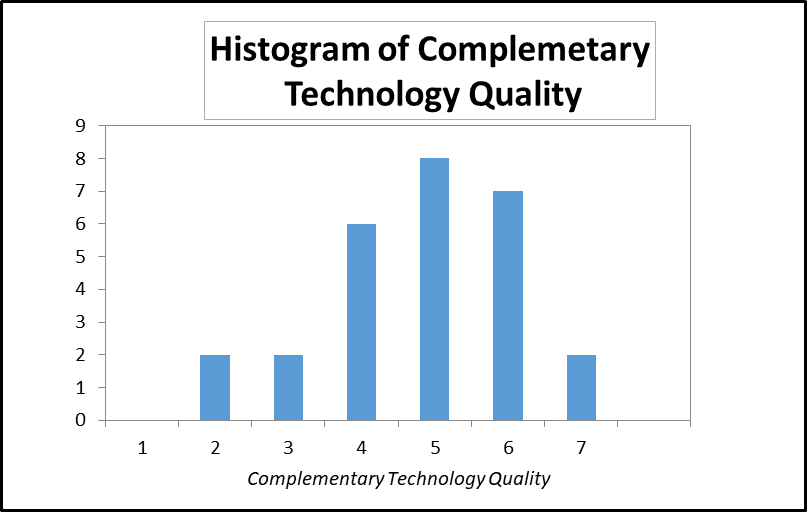 Histogram of Complemetary
Technology Quality
9
8
7
6
5
4
3
2
1
0
1 2 3 4 5 6 7
Complementary Technology Quality